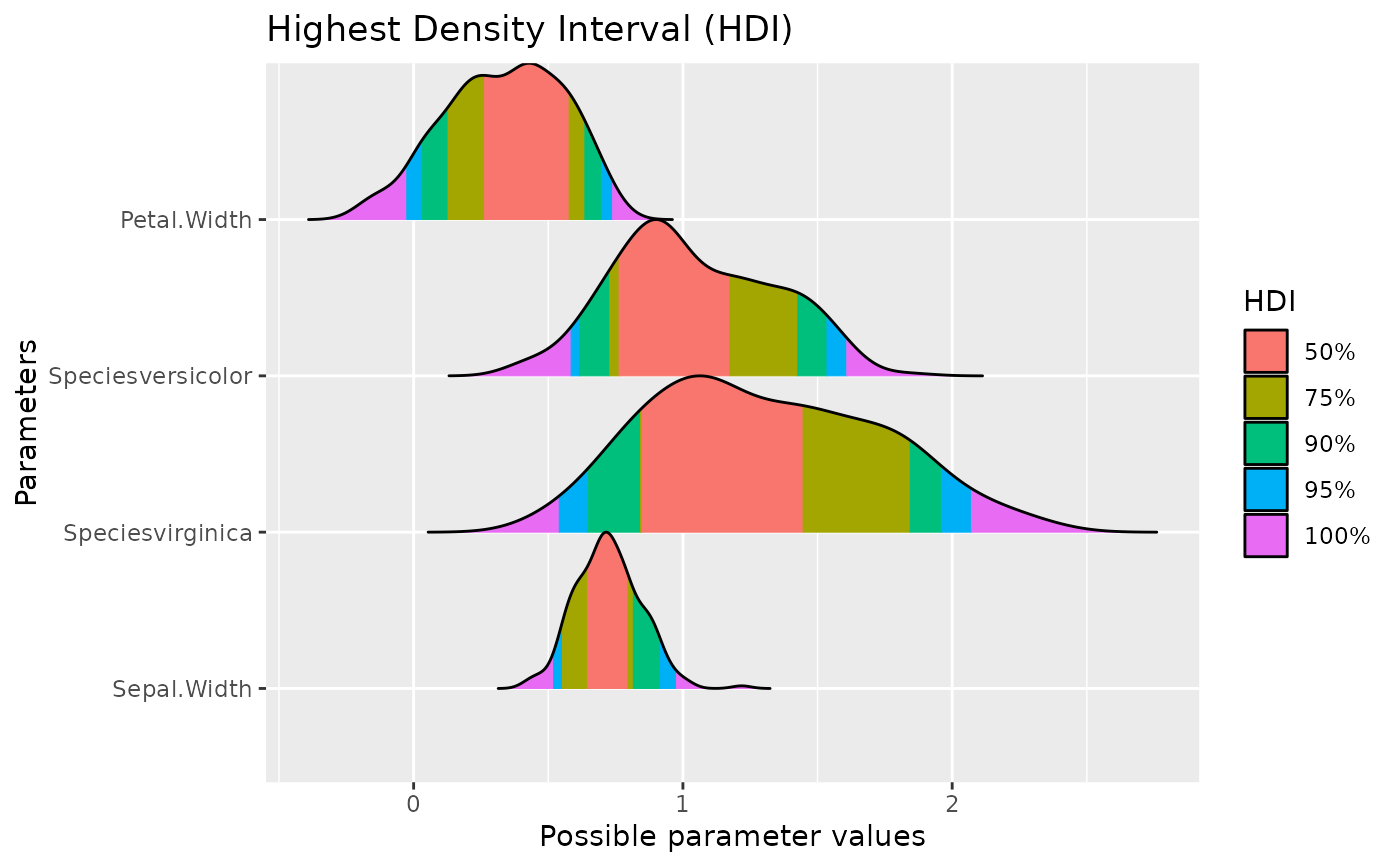 Highest Density Interval (HDI)
Parameters
Petal.Width
Speciesversicolor
Speciesvirginica
Sepal.Width
0 1 2
Possible parameter values
HDI
50%
75%
90%
95%
100%